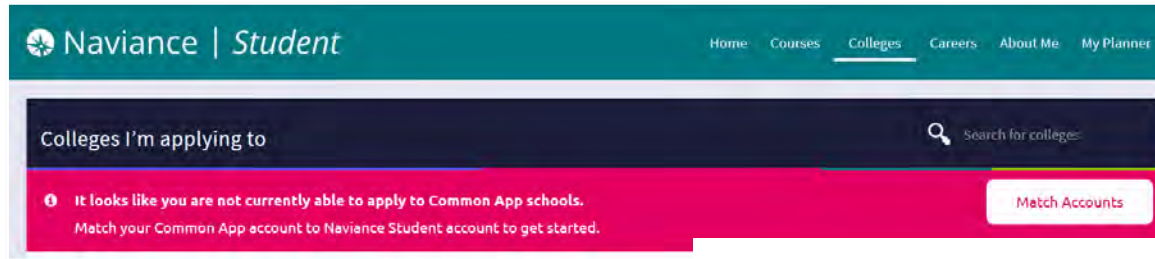 Naviance | Student
Home Courses Colleges Careers About Me My Planner
Colleges I'm applying to
Search for colleges
It looks like you are not currently able to apply to Common App schools.
Match Accounts
Match your Common App account to Naviance Student account to get started.